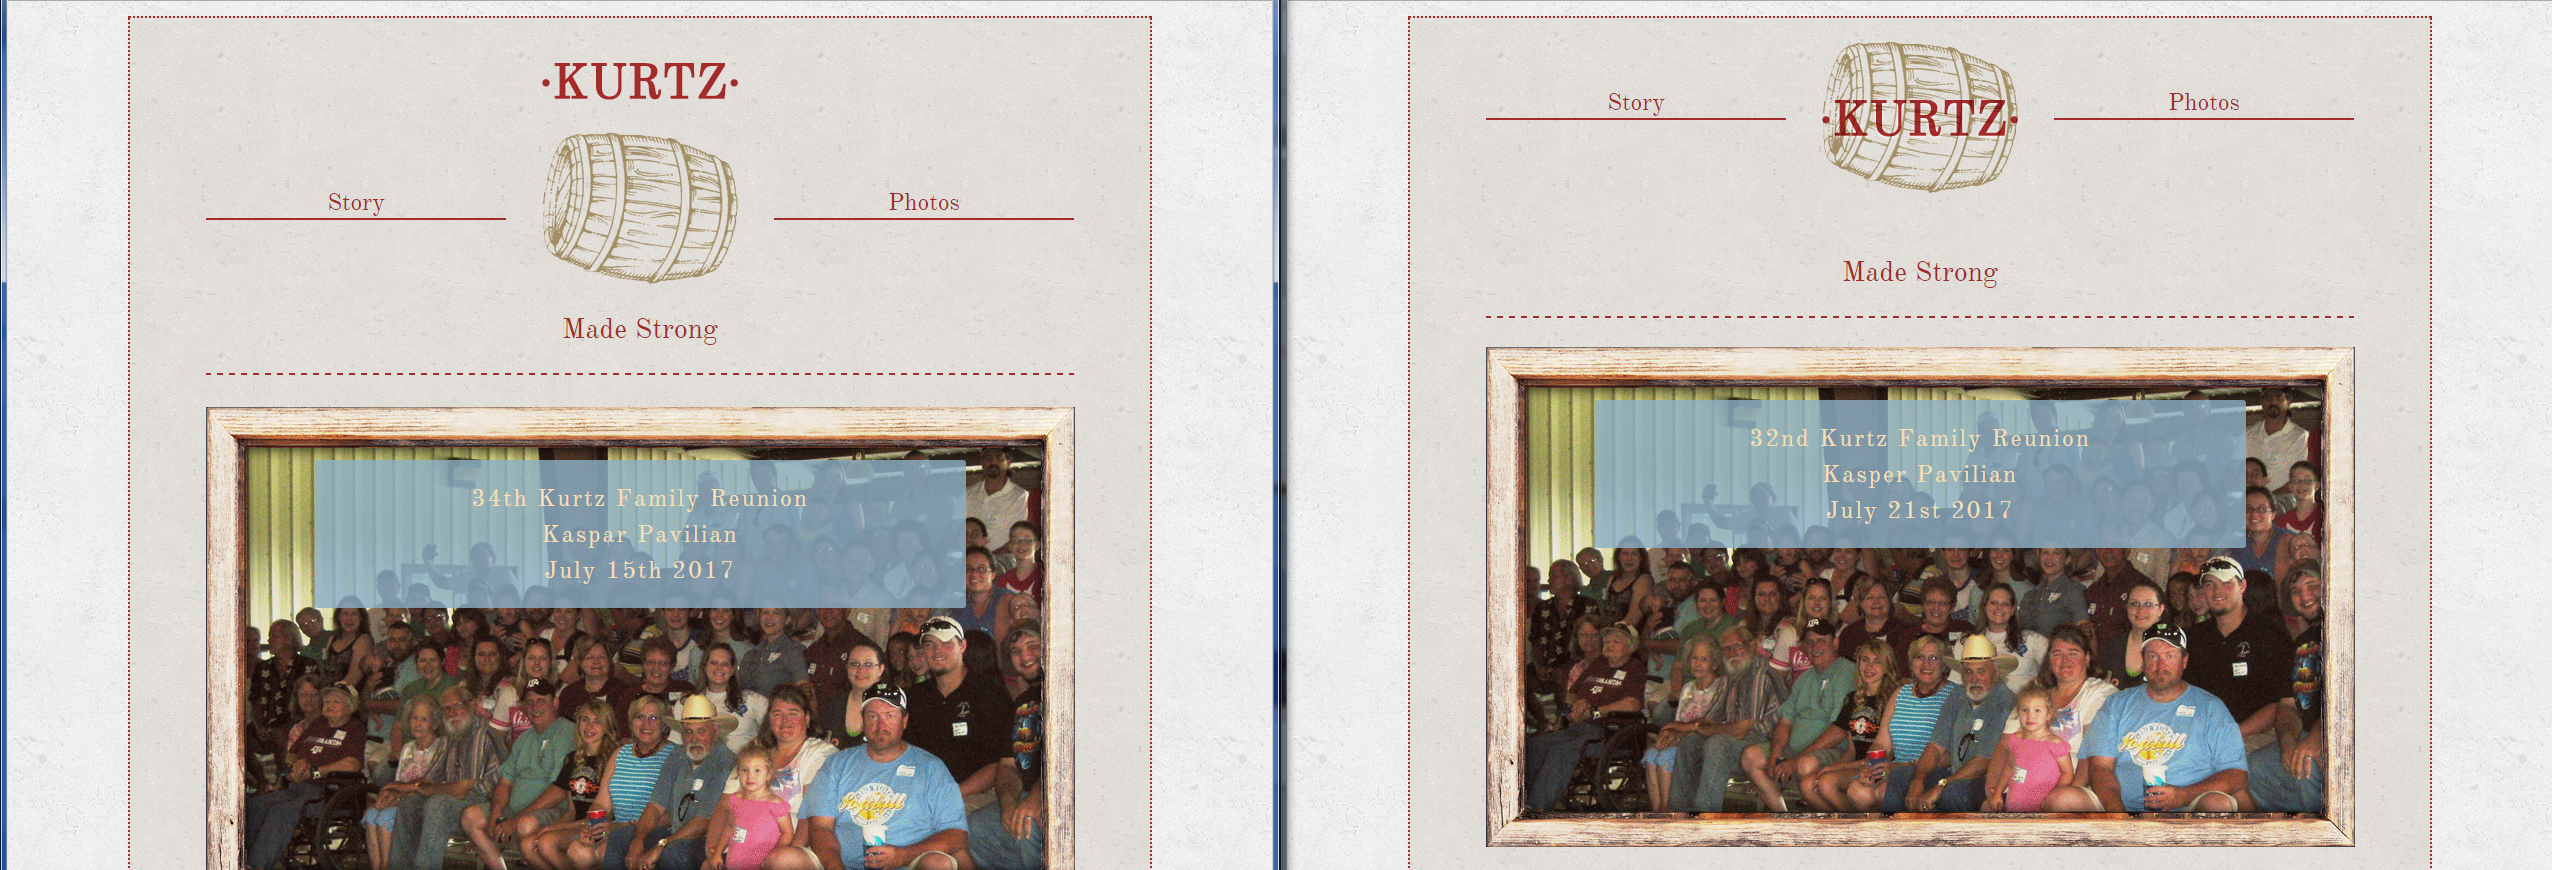 ·KURTZ·
Story
Photos
Made Strong
34th Kurtz Family Reunion
Kaspar Pavilian
July 15th 2017
Story
·KURTZ·
Photos
Made Strong
32nd Kurtz Family Reunion
Kasper Pavilian
July 21st 2017